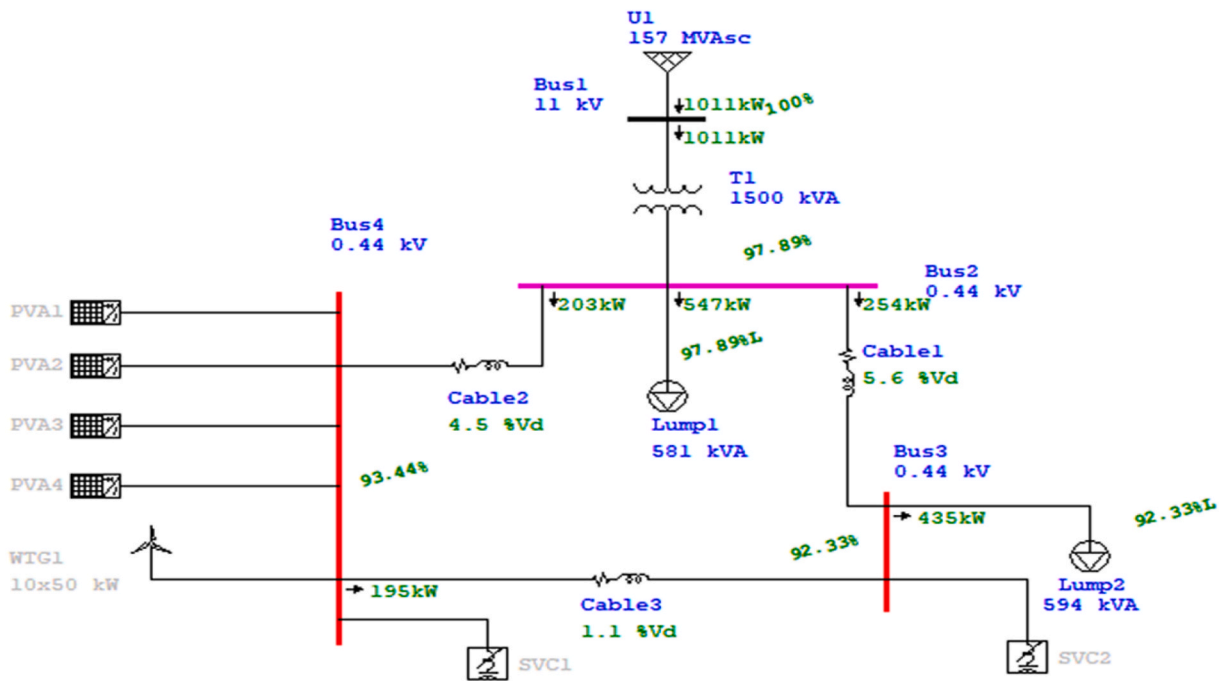 U1
157 MVAsc
Bus1
11 kV
1011kW
100%
1011kW
T1
1500 kVA
Bus4
0.44 kV
97.89%
Bus2
0.44 kV
PVA1
203kW
547kW
254kW
97.89%L
Cable1
5.6 %Vd
PVA2
Cable2
4.5 %Vd
Lump1
581 kVA
PVA3
Bus3
0.44 kV
93.44%
PVA4
435kW
92.33%L
92.33%
WTG1
10x50 kW
195kW
Cable3
1.1 %Vd
Lump2
594 kVA
SVC1
SVC2